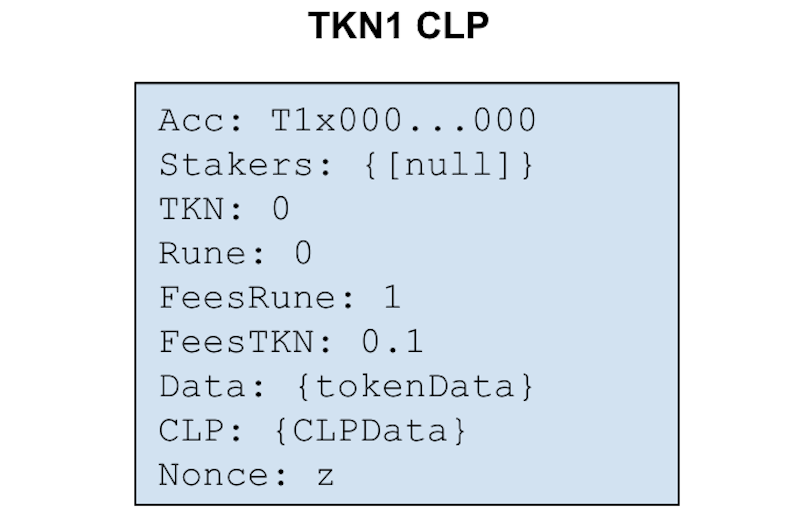 TKN1 CLP
Acc: T1x000...000
Stakers: {[null]}
TKN: 0
Rune: 0
FeesRune: 1
FeesTKN: 0.1
Data: {tokenData}
CLP: {CLPData}
Nonce: z